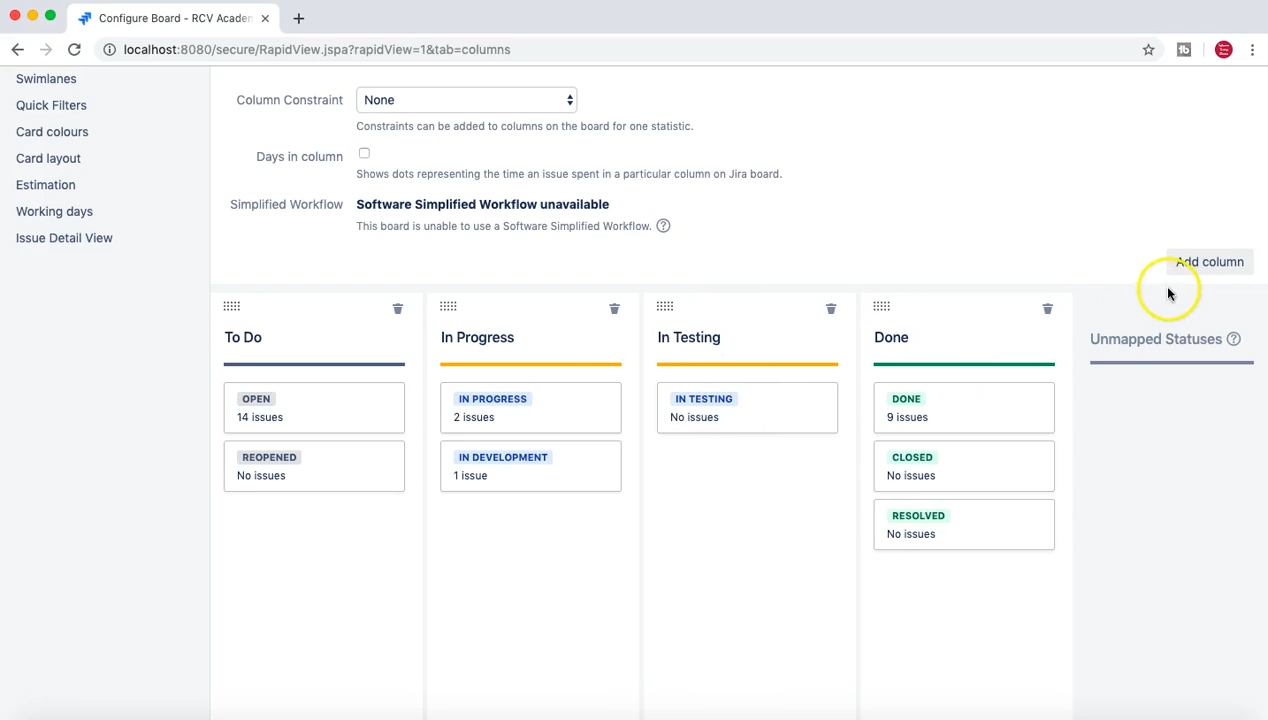 Configure Board - RCV Academ
localhost:8080/secure/RapidView.jspa?rapidView=1&tab=columns
Swimlanes
Quick Filters
Card colours
Card layout
Estimation
Working days
Issue Detail View
Column Constraint
None
Constraints can be added to columns on the board for one statistic.
Days in column
Shows dots representing the time an issue spent in a particular column on Jira board.
Simplified Workflow
Software Simplified Workflow unavailable
This board is unable to use a Software Simplified Workflow. ?
Add column
To Do
OPEN
14 issues
REOPENED
No issues
In Progress
IN PROGRESS
2 issues
IN DEVELOPMENT
1 issue
In Testing
IN TESTING
No issues
Done
DONE
9 issues
CLOSED
No issues
RESOLVED
No issues
Unmapped Statuses ?